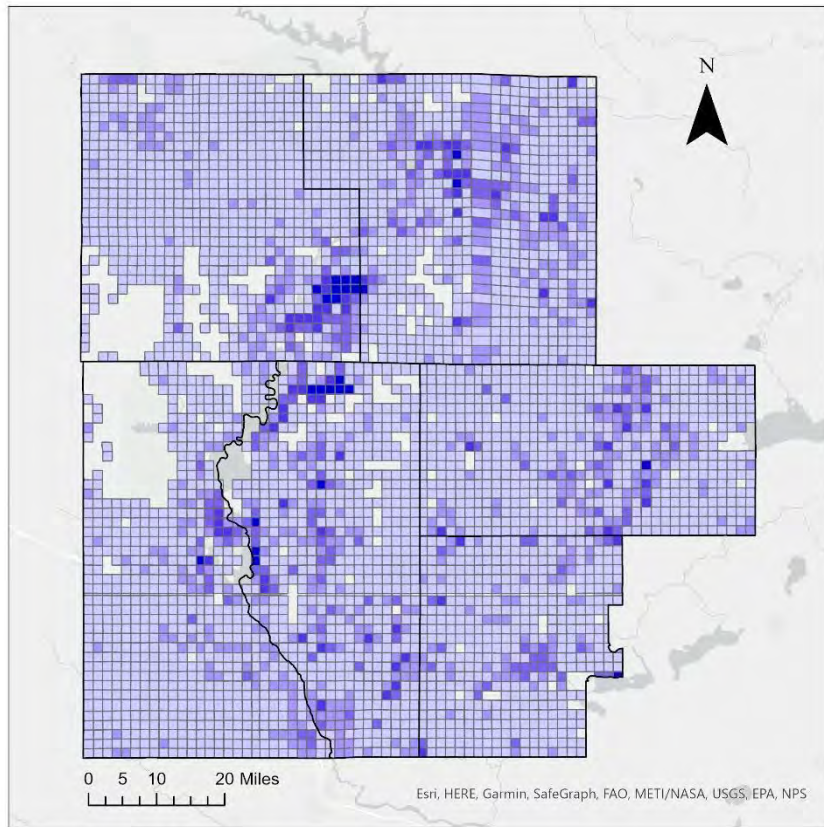 N
0 5 10 20 Miles
Esri, HERE, Garmin, SafeGraph, FAO, METI/NASA, USGS, EPA, NPS